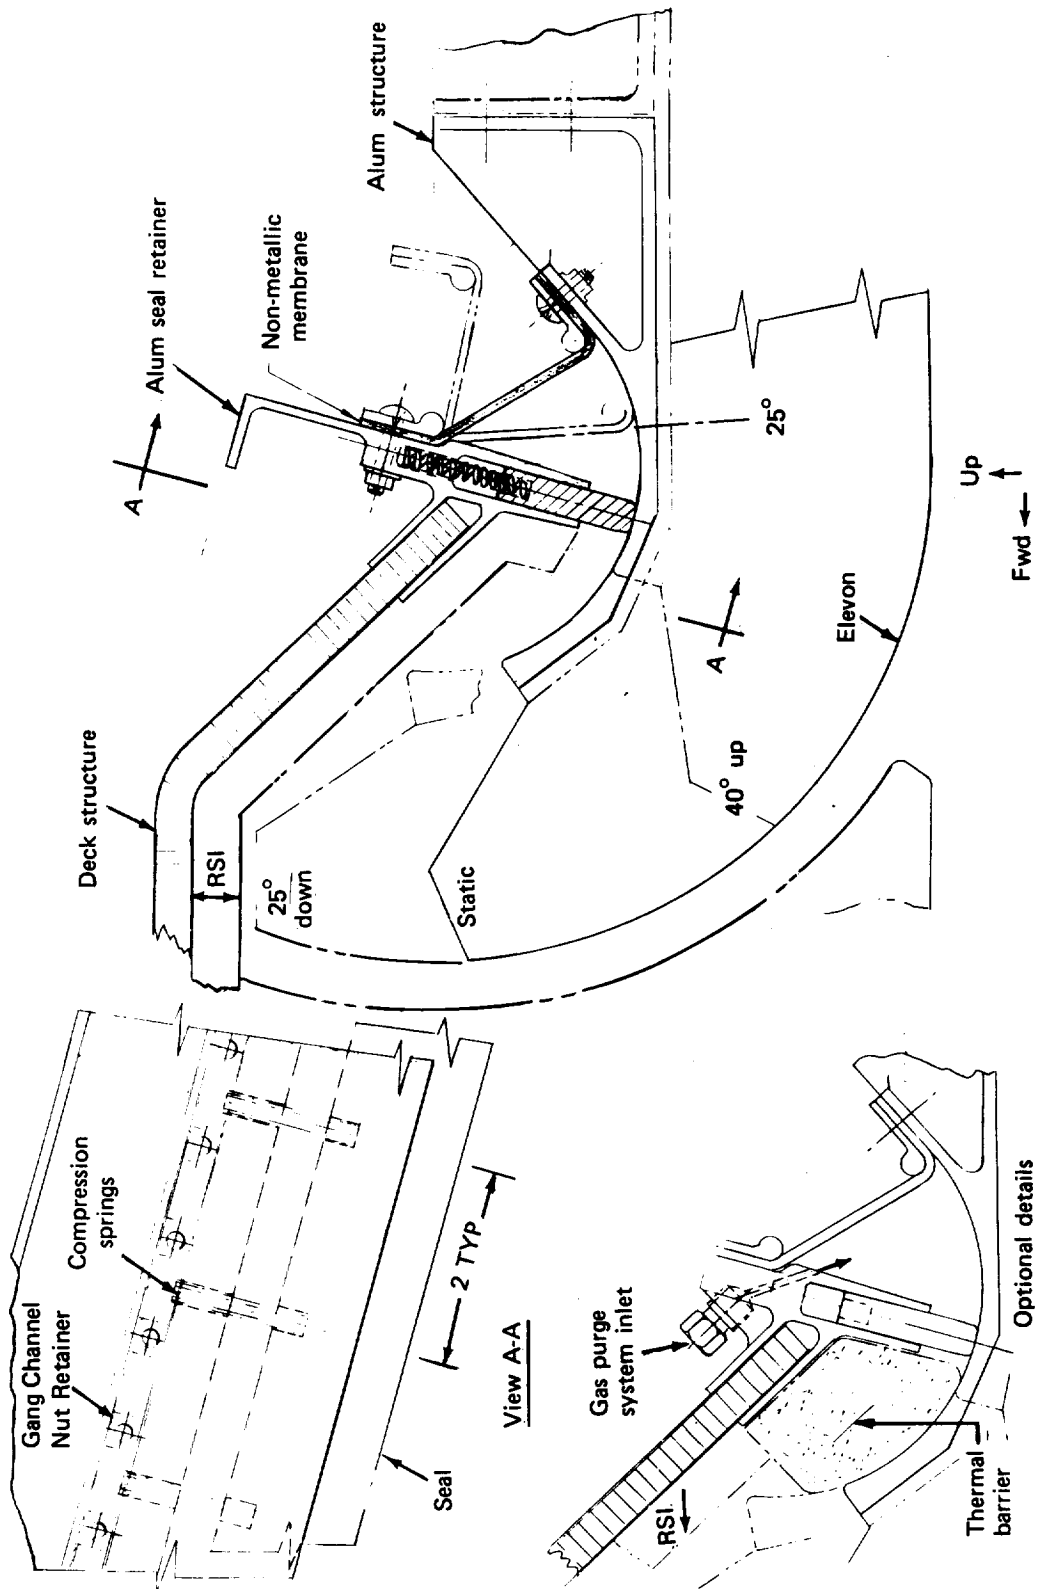 Gang Channel
Nut Retainer
Compression
springs
Seal
2 TYP
View A-A
Deck structure
RSI
25°
down
Static
40° up
A
Alum seal retainer
Non-metallic
membrane
Alum structure
25°
A
Elevon
Up
Fwd
Gas purge
system inlet
RSI
Thermal
barrier
Optional details